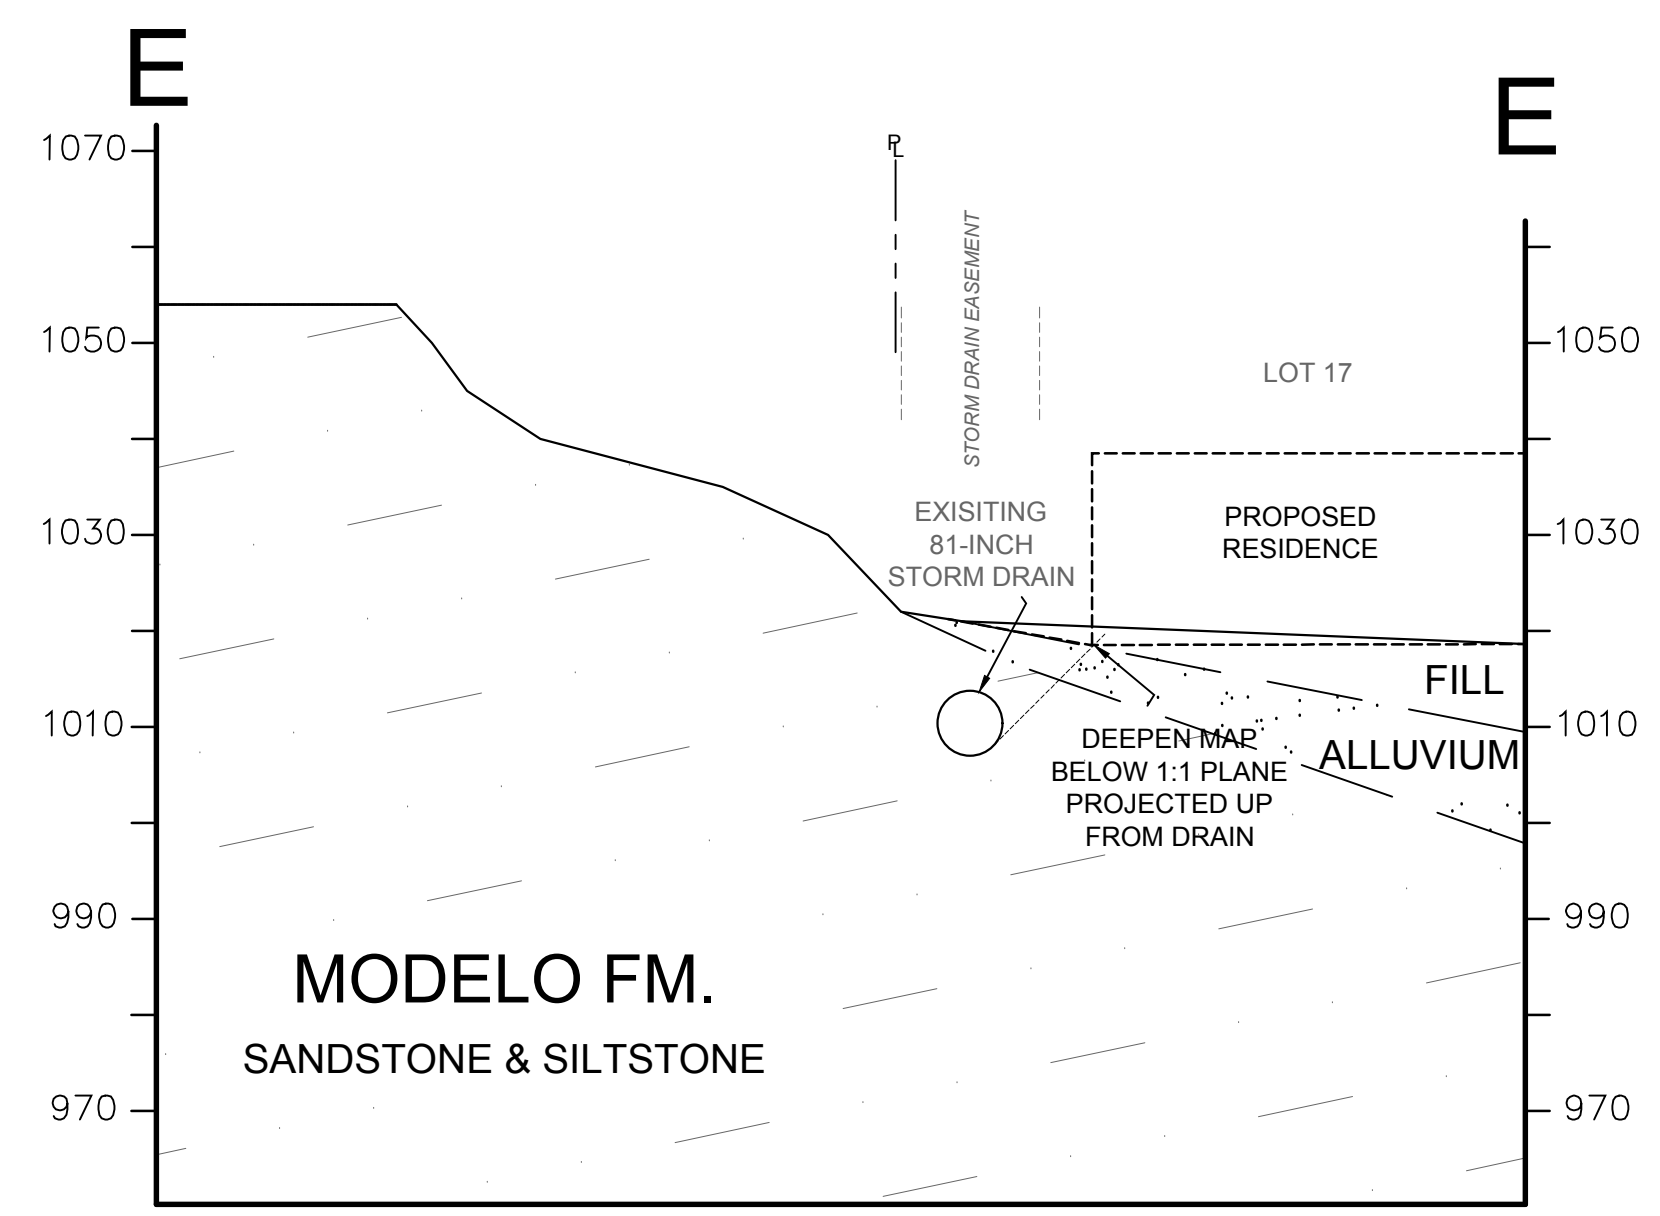 E
E
1070
1050
1030
1010
990
970
PL
STORM DRAIN EASEMENT
LOT 17
EXISITING
81-INCH
STORM DRAIN
PROPOSED
RESIDENCE
FILL
ALLUVIUM
DEEPEN MAP
BELOW 1:1 PLANE
PROJECTED UP
FROM DRAIN
MODELO FM.
SANDSTONE & SILTSTONE
1050
1030
1010
990
970